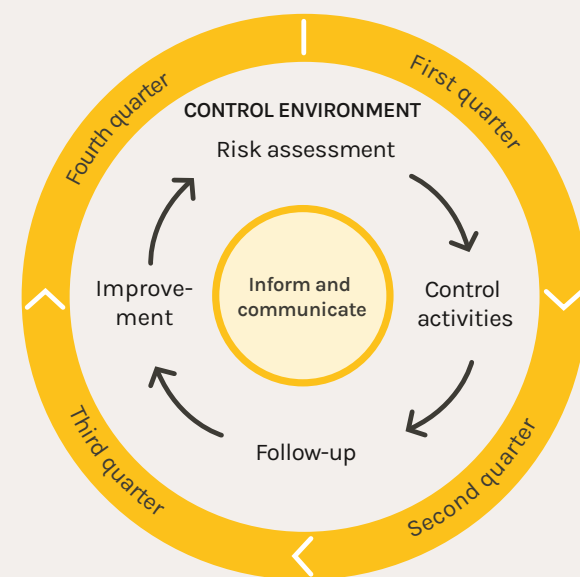 First quarter
Fourth quarter
CONTROL ENVIRONMENT
Risk assessment
Improve-
ment
Inform and
communicate
Control
activities
Follow-up
Third quarter
Second quarter